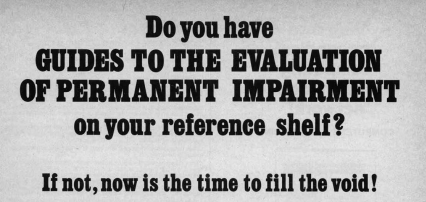 Do you have
GUIDES TO THE EVALUATION
OF PERMANENT IMPAIRMENT
on your reference shelf?
If not, now is the time to fill the void!